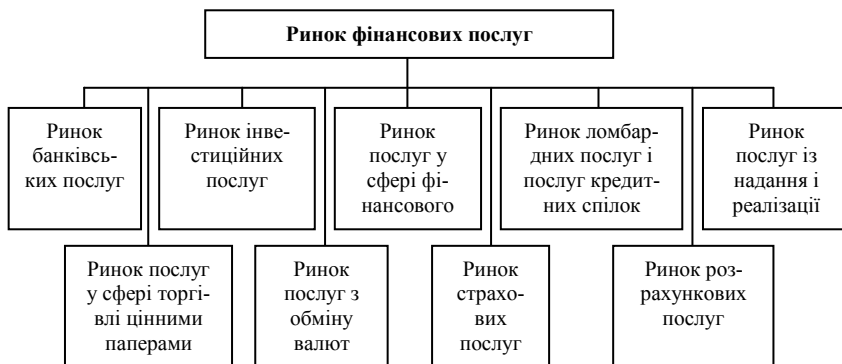 Ринок фінансових послуг
Ринок
банківсь-
ких послуг
Ринок інве-
стиційних
послуг
Ринок
послуг у
сфері фі-
нансового
Ринок ломбар-
дних послуг і
послуг кредит-
них спілок
Ринок
послуг із
надання і
реалізації
Ринок послуг
у сфері торгі-
влі цінними
паперами
Ринок
послуг з
обміну
валют
Ринок
страхо-
вих
послуг
Ринок роз-
рахункових
послуг